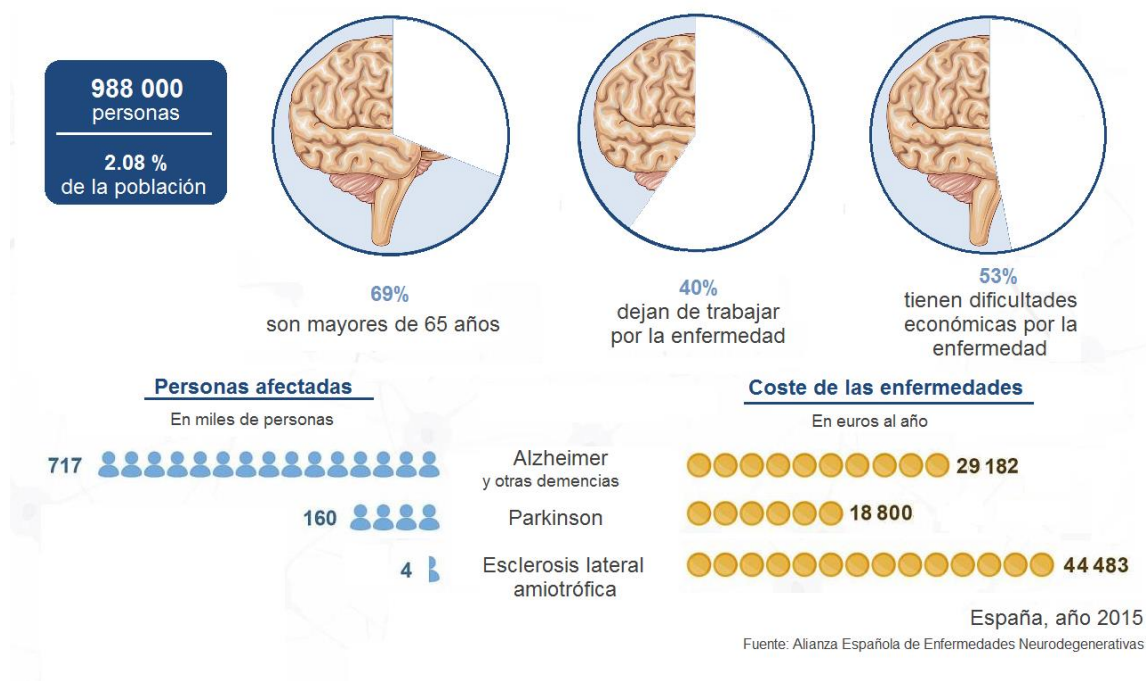 988 000
personas
2.08 %
de la población
69%
son mayores de 65 años
40%
dejan de trabajar
por la enfermedad
53%
tienen dificultades
económicas por la
enfermedad
Personas afectadas
En miles de personas
Coste de las enfermedades
En euros al año
717
Alzheimer
y otras demencias
29 182
160
Parkinson
18 800
4
Esclerosis lateral
amiotrófica
44 483
España, año 2015
Fuente: Alianza Española de Enfermedades Neurodegenerativas